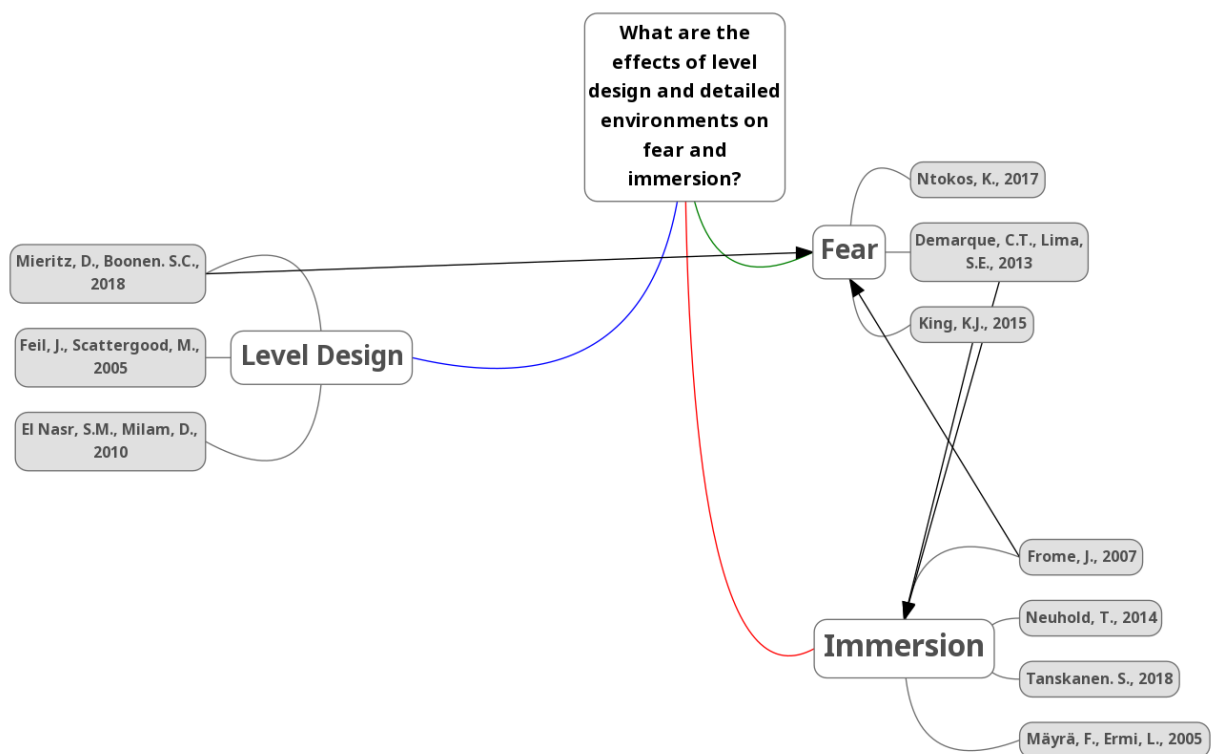 What are the
effects of level
design and detailed
environments on
fear and
immersion?
Ntokos, K., 2017
Fear
Demarque, C.T., Lima,
S.E., 2013
King, K.J., 2015
Mieritz, D., Boonen. S.C.,
2018
Feil, J., Scattergood, M.,
2005
Level Design
El Nasr, S.M., Milam, D.,
2010
Frome, J., 2007
Neuhold, T., 2014
Immersion
Tanskanen. S., 2018
Mäyrä, F., Ermi, L., 2005